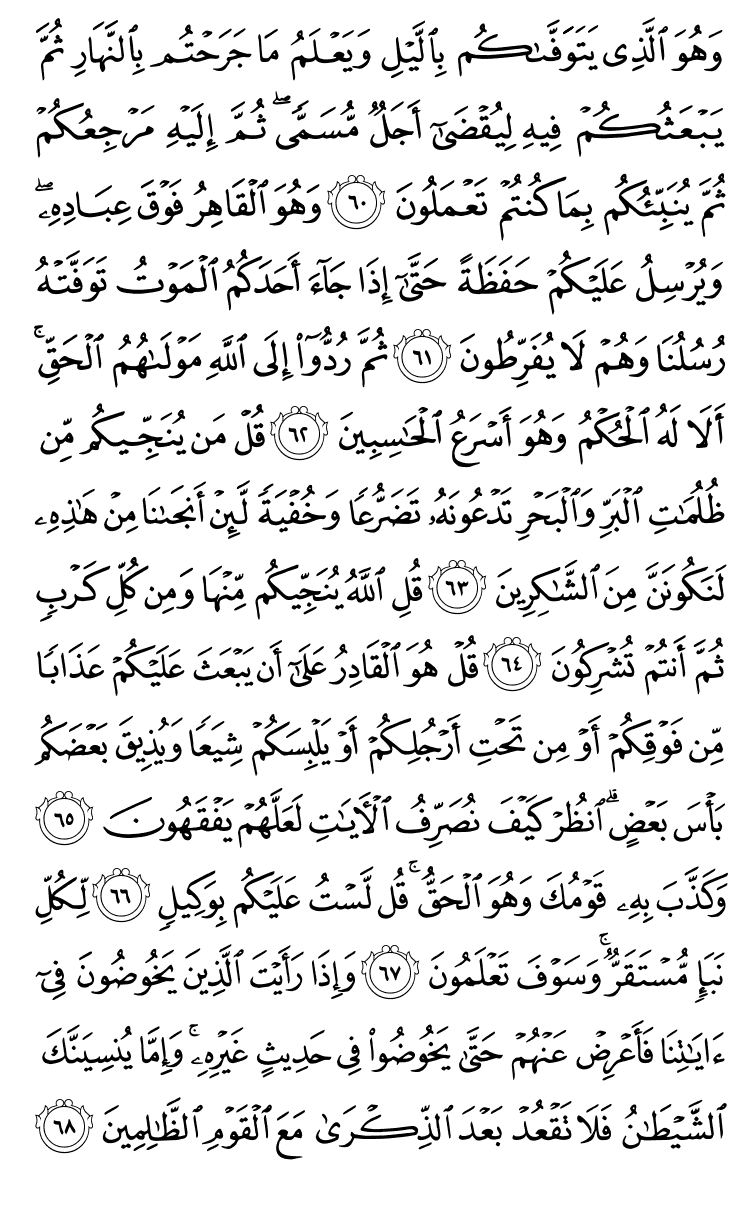 وَهُوَ ٱلَّذِى يَتَوَفَّىٰكُم بِٱلَّيْلِ وَيَعْلَمُ مَا جَرَحْتُم بِٱلنَّهَارِ ثُمَّ
يَبْعَثُكُمْ فِيهِ لِيُقْضَىٰٓ أَجَلٌ مُّسَمًّى ۖ ثُمَّ إِلَيْهِ مَرْجِعُكُمْ
ثُمَّ يُنَبِّئُكُم بِمَا كُنتُمْ تَعْمَلُونَ ٦٠ وَهُوَ ٱلْقَاهِرُ فَوْقَ عِبَادِهِۦ ۖ
وَيُرْسِلُ عَلَيْكُمْ حَفَظَةً حَتَّىٰٓ إِذَا جَآءَ أَحَدَكُمُ ٱلْمَوْتُ تَوَفَّتْهُ
رُسُلُنَا وَهُمْ لَا يُفَرِّطُونَ ٦١ ثُمَّ رُدُّوٓا۟ إِلَى ٱللَّهِ مَوْلَىٰهُمُ ٱلْحَقِّ ۚ
أَلَا لَهُ ٱلْحُكْمُ وَهُوَ أَسْرَعُ ٱلْحَـٰسِبِينَ ٦٢ قُلْ مَن يُنَجِّيكُم مِّن
ظُلُمَـٰتِ ٱلْبَرِّ وَٱلْبَحْرِ تَدْعُونَهُۥ تَضَرُّعًا وَخُفْيَةً لَّئِنْ أَنجَىٰنَا مِنْ هَـٰذِهِۦ
لَنَكُونَنَّ مِنَ ٱلشَّـٰكِرِينَ ٦٣ قُلِ ٱللَّهُ يُنَجِّيكُم مِّنْهَا وَمِن كُلِّ كَرْبٍ
ثُمَّ أَنتُمْ تُشْرِكُونَ ٦٤ قُلْ هُوَ ٱلْقَادِرُ عَلَىٰٓ أَن يَبْعَثَ عَلَيْكُمْ عَذَابًا
مِّن فَوْقِكُمْ أَوْ مِن تَحْتِ أَرْجُلِكُمْ أَوْ يَلْبِسَكُمْ شِيَعًا وَيُذِيقَ بَعْضَكُم
بَأْسَ بَعْضٍ ۗ ٱنظُرْ كَيْفَ نُصَرِّفُ ٱلْـَٔايَـٰتِ لَعَلَّهُمْ يَفْقَهُونَ ٦٥
وَكَذَّبَ بِهِۦ قَوْمُكَ وَهُوَ ٱلْحَقُّ ۚ قُل لَّسْتُ عَلَيْكُم بِوَكِيلٍ ٦٦ لِّكُلِّ
نَبَإٍ مُّسْتَقَرٌّ ۚ وَسَوْفَ تَعْلَمُونَ ٦٧ وَإِذَا رَأَيْتَ ٱلَّذِينَ يَخُوضُونَ فِىٓ
ءَايَـٰتِنَا فَأَعْرِضْ عَنْهُمْ حَتَّىٰ يَخُوضُوا۟ فِى حَدِيثٍ غَيْرِهِۦ ۚ وَإِمَّا يُنسِيَنَّكَ
ٱلشَّيْطَـٰنُ فَلَا تَقْعُدْ بَعْدَ ٱلذِّكْرَىٰ مَعَ ٱلْقَوْمِ ٱلظَّـٰلِمِينَ ٦٨